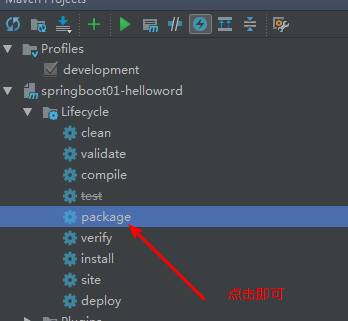 Maven Projects
Profiles
development
springboot01-helloword
Lifecycle
clean
validate
compile
test
package
verify
install
site
deploy
点击即可
Plugins